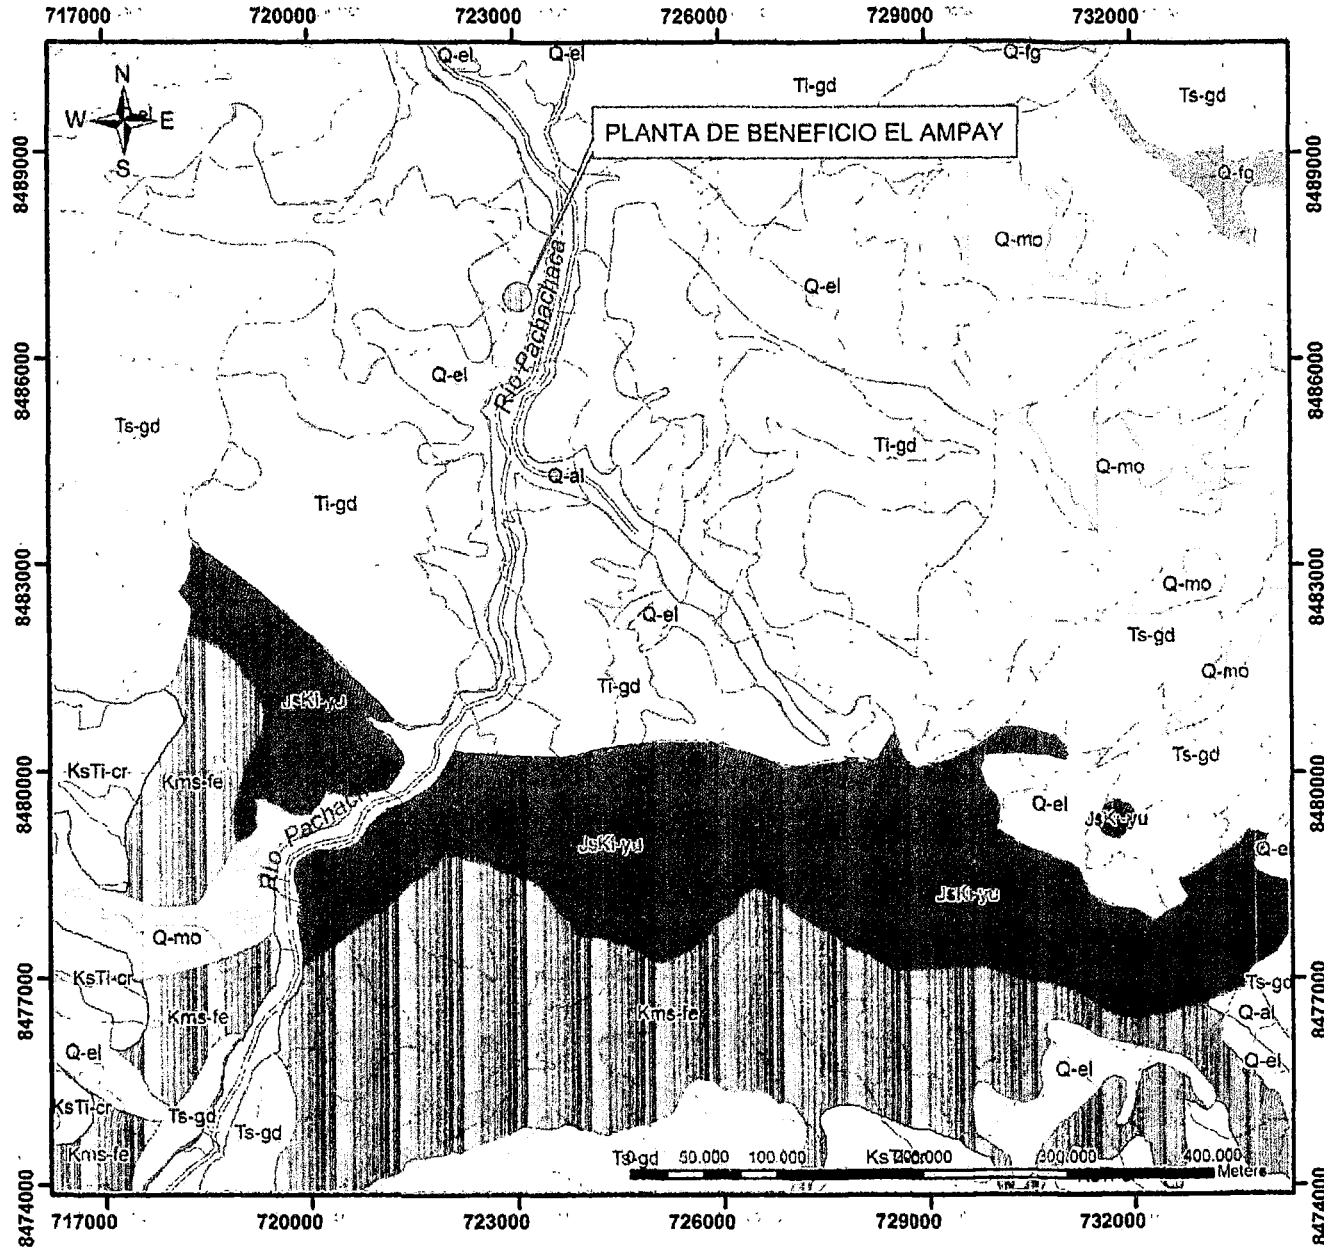 717000 720000 723000 726000 729000 732000
Q-el Q-el Q-fg
Ti-gd
Ts-gd
N
W E
S
PLANTA DE BENEFICIO EL AMPAY
8489000 8489000
Q-fg
Q-mo
Río Pachachaca
Q-el
8486000 8486000
Q-el
Ts-gd
Ti-gd
Q-mo
Q-al
Ti-gd
8483000 8483000
Q-mo
Q-el
Ts-gd
Q-mo
Ti-gd
JsKi-yu
Ts-gd
KsTi-cr
Kms-fe
8480000 8480000
Q-el
JsKi-yu
Río Pachac
JsKi-yu
JsKi-yu
Q-mo
KsTi-cr
8477000 8477000
Ts-gd
Q-al
Kms-fe
Kms-fe
Q-el
Q-el
Q-el
KsTi-cr
Ts-gd
Ts-gd
Kms-fe
Ts-gd 50.000 100.000 KsTi-cr 300.000 400.000
Meters
8474000 8474000
717000 720000 723000 726000 729000 732000